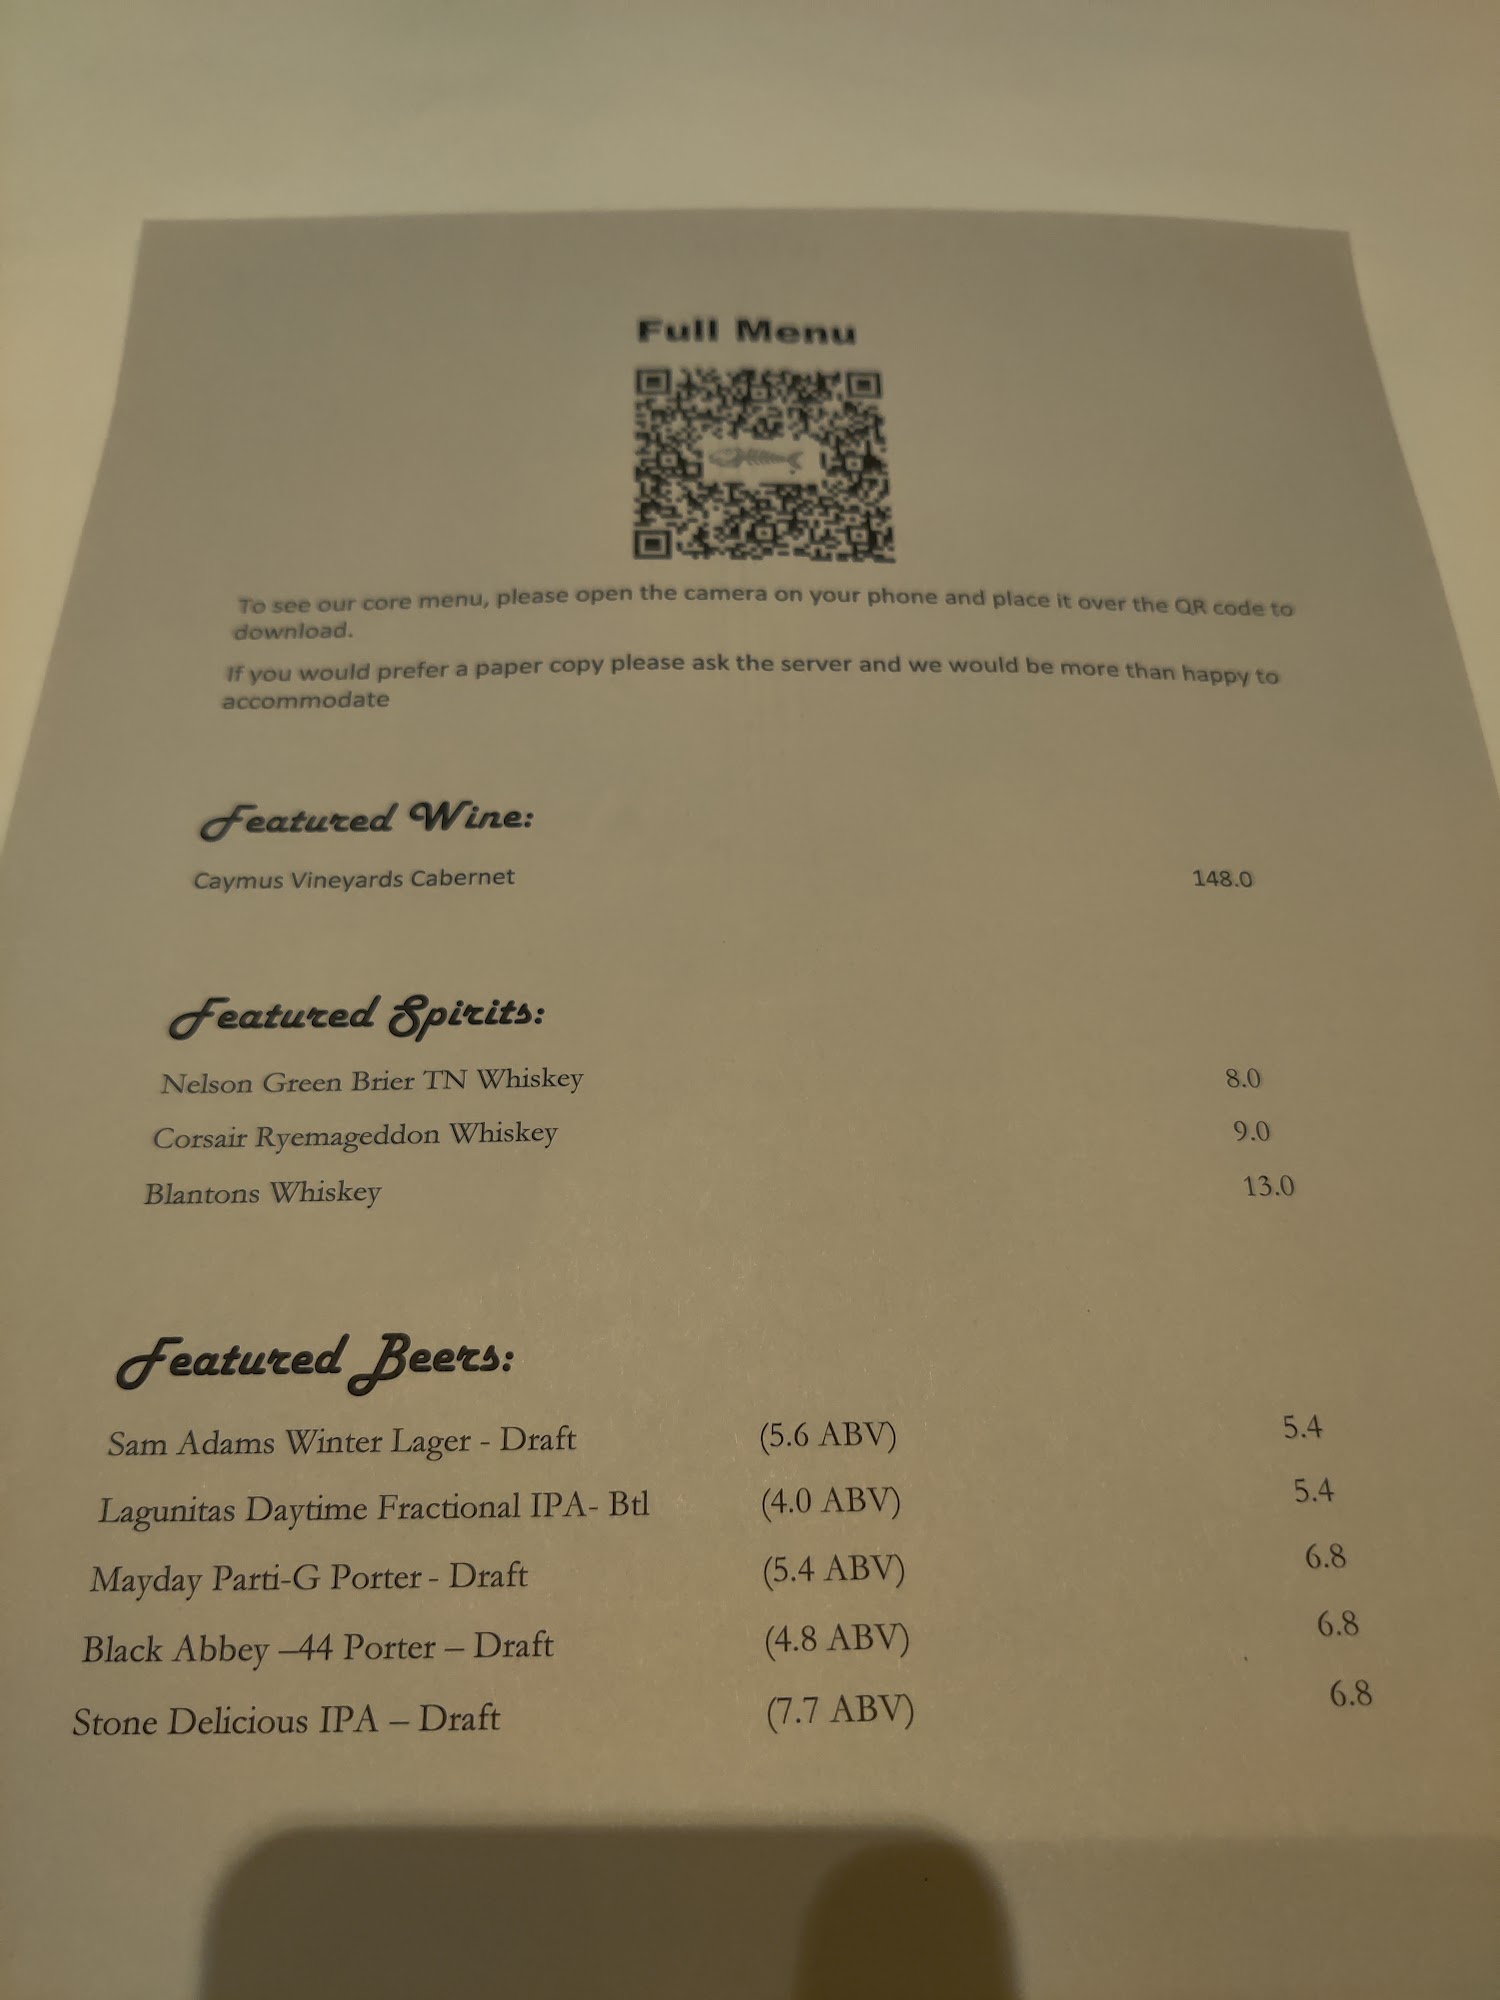 Full Menu
To see our core menu, please open the camera on your phone and place it over the QR code to
download.
If you would prefer a paper copy please ask the server and we would be more than happy to
accommodate
Featured Wine:
Caymus Vineyards Cabernet 148.0
Featured Spirits:
Nelson Green Brier TN Whiskey 8.0
Corsair Ryemageddon Whiskey 9.0
Blantons Whiskey 13.0
Featured Beers:
Sam Adams Winter Lager - Draft (5.6 ABV) 5.4
Lagunitas Daytime Fractional IPA- Btl (4.0 ABV) 5.4
Mayday Parti-G Porter - Draft (5.4 ABV) 6.8
Black Abbey –44 Porter – Draft (4.8 ABV) 6.8
Stone Delicious IPA – Draft (7.7 ABV) 6.8